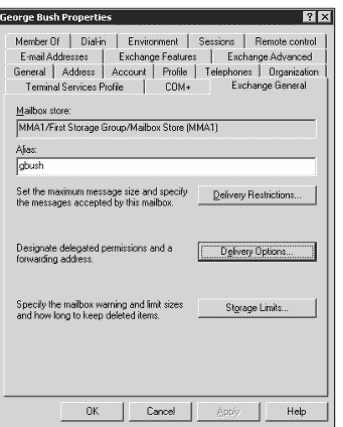 George Bush Properties
Member Of Dial-in Environment Sessions Remote control
E-mail Addresses Exchange Features Exchange Advanced
General Address Account Profile Telephones Organization
Terminal Services Profile COM+ Exchange General
Mailbox store:
MMA1/First Storage Group/Mailbox Store (MMA1)
Alias:
gbush
Set the maximum message size and specify
the messages accepted by this mailbox.
Delivery Restrictions...
Designate delegated permissions and a
forwarding address.
Delivery Options...
Specify the mailbox warning and limit sizes
and how long to keep deleted items.
Storage Limits...
OK Cancel Apply Help